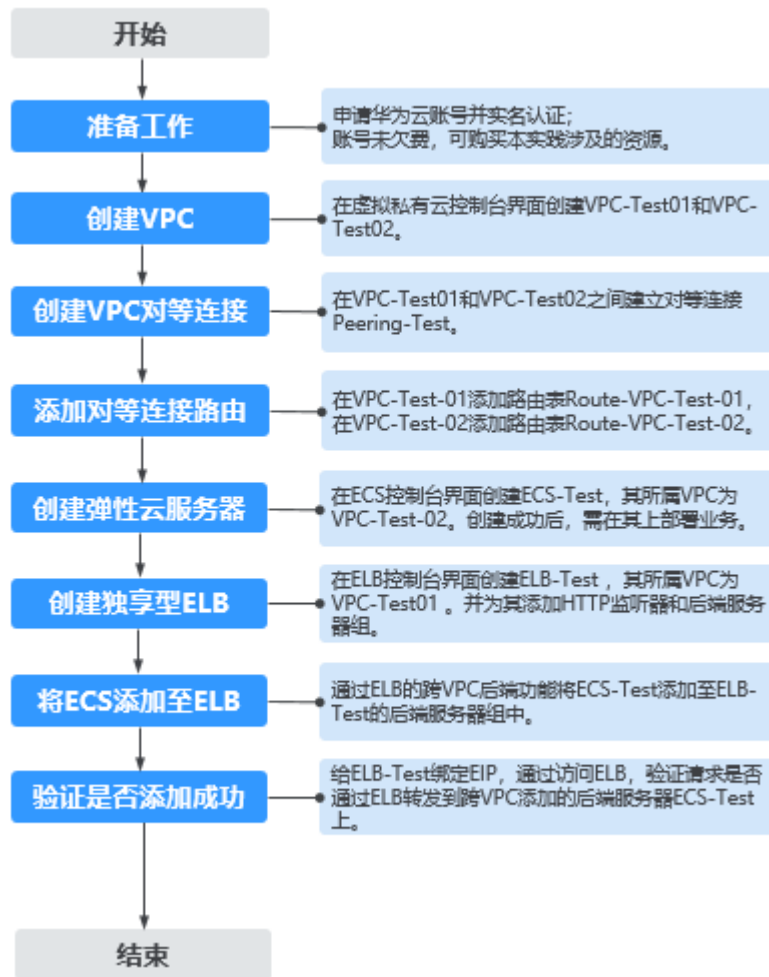 开始
准备工作
申请华为云账号并实名认证;
账号未欠费，可购买本实践涉及的资源。
创建VPC
在虚拟私有云控制台界面创建VPC-Test01和VPC-
Test02。
创建VPC对等连接
在VPC-Test01和VPC-Test02之间建立对等连接
Peering-Test。
添加对等连接路由
在VPC-Test-01添加路由表Route-VPC-Test-01，
在VPC-Test-02添加路由表Route-VPC-Test-02。
创建弹性云服务器
在ECS控制台界面创建ECS-Test，其所属VPC为
VPC-Test-02。创建成功后，需在其上部署业务。
创建独享型ELB
在ELB控制台界面创建ELB-Test ，其所属VPC为
VPC-Test01 。并为其添加HTTP监听器和后端服务
器组。
将ECS添加至ELB
通过ELB的跨VPC后端功能将ECS-Test添加至ELB-
Test的后端服务器组中。
验证是否添加成功
给ELB-Test绑定EIP，通过访问ELB，验证请求是否
通过ELB转发到跨VPC添加的后端服务器ECS-Test
上。
结束